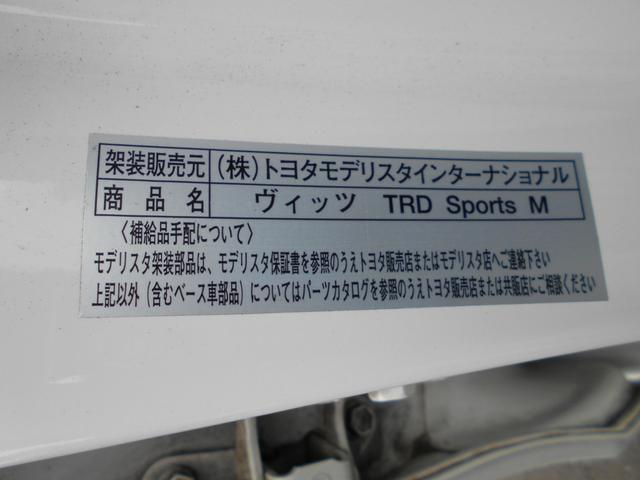 架装販売元 (株)トヨタモデリスタインターナショナル
商品名 ヴィッツ TRD Sports M
〈補給品手配について〉
モデリスタ架装部品は、モデリスタ保証書を参照のうえトヨタ販売店またはモデリスタ店へご連絡下さい
上記以外(含むベース車部品)についてはパーツカタログを参照のうえトヨタ販売店または共販店にご相談ください